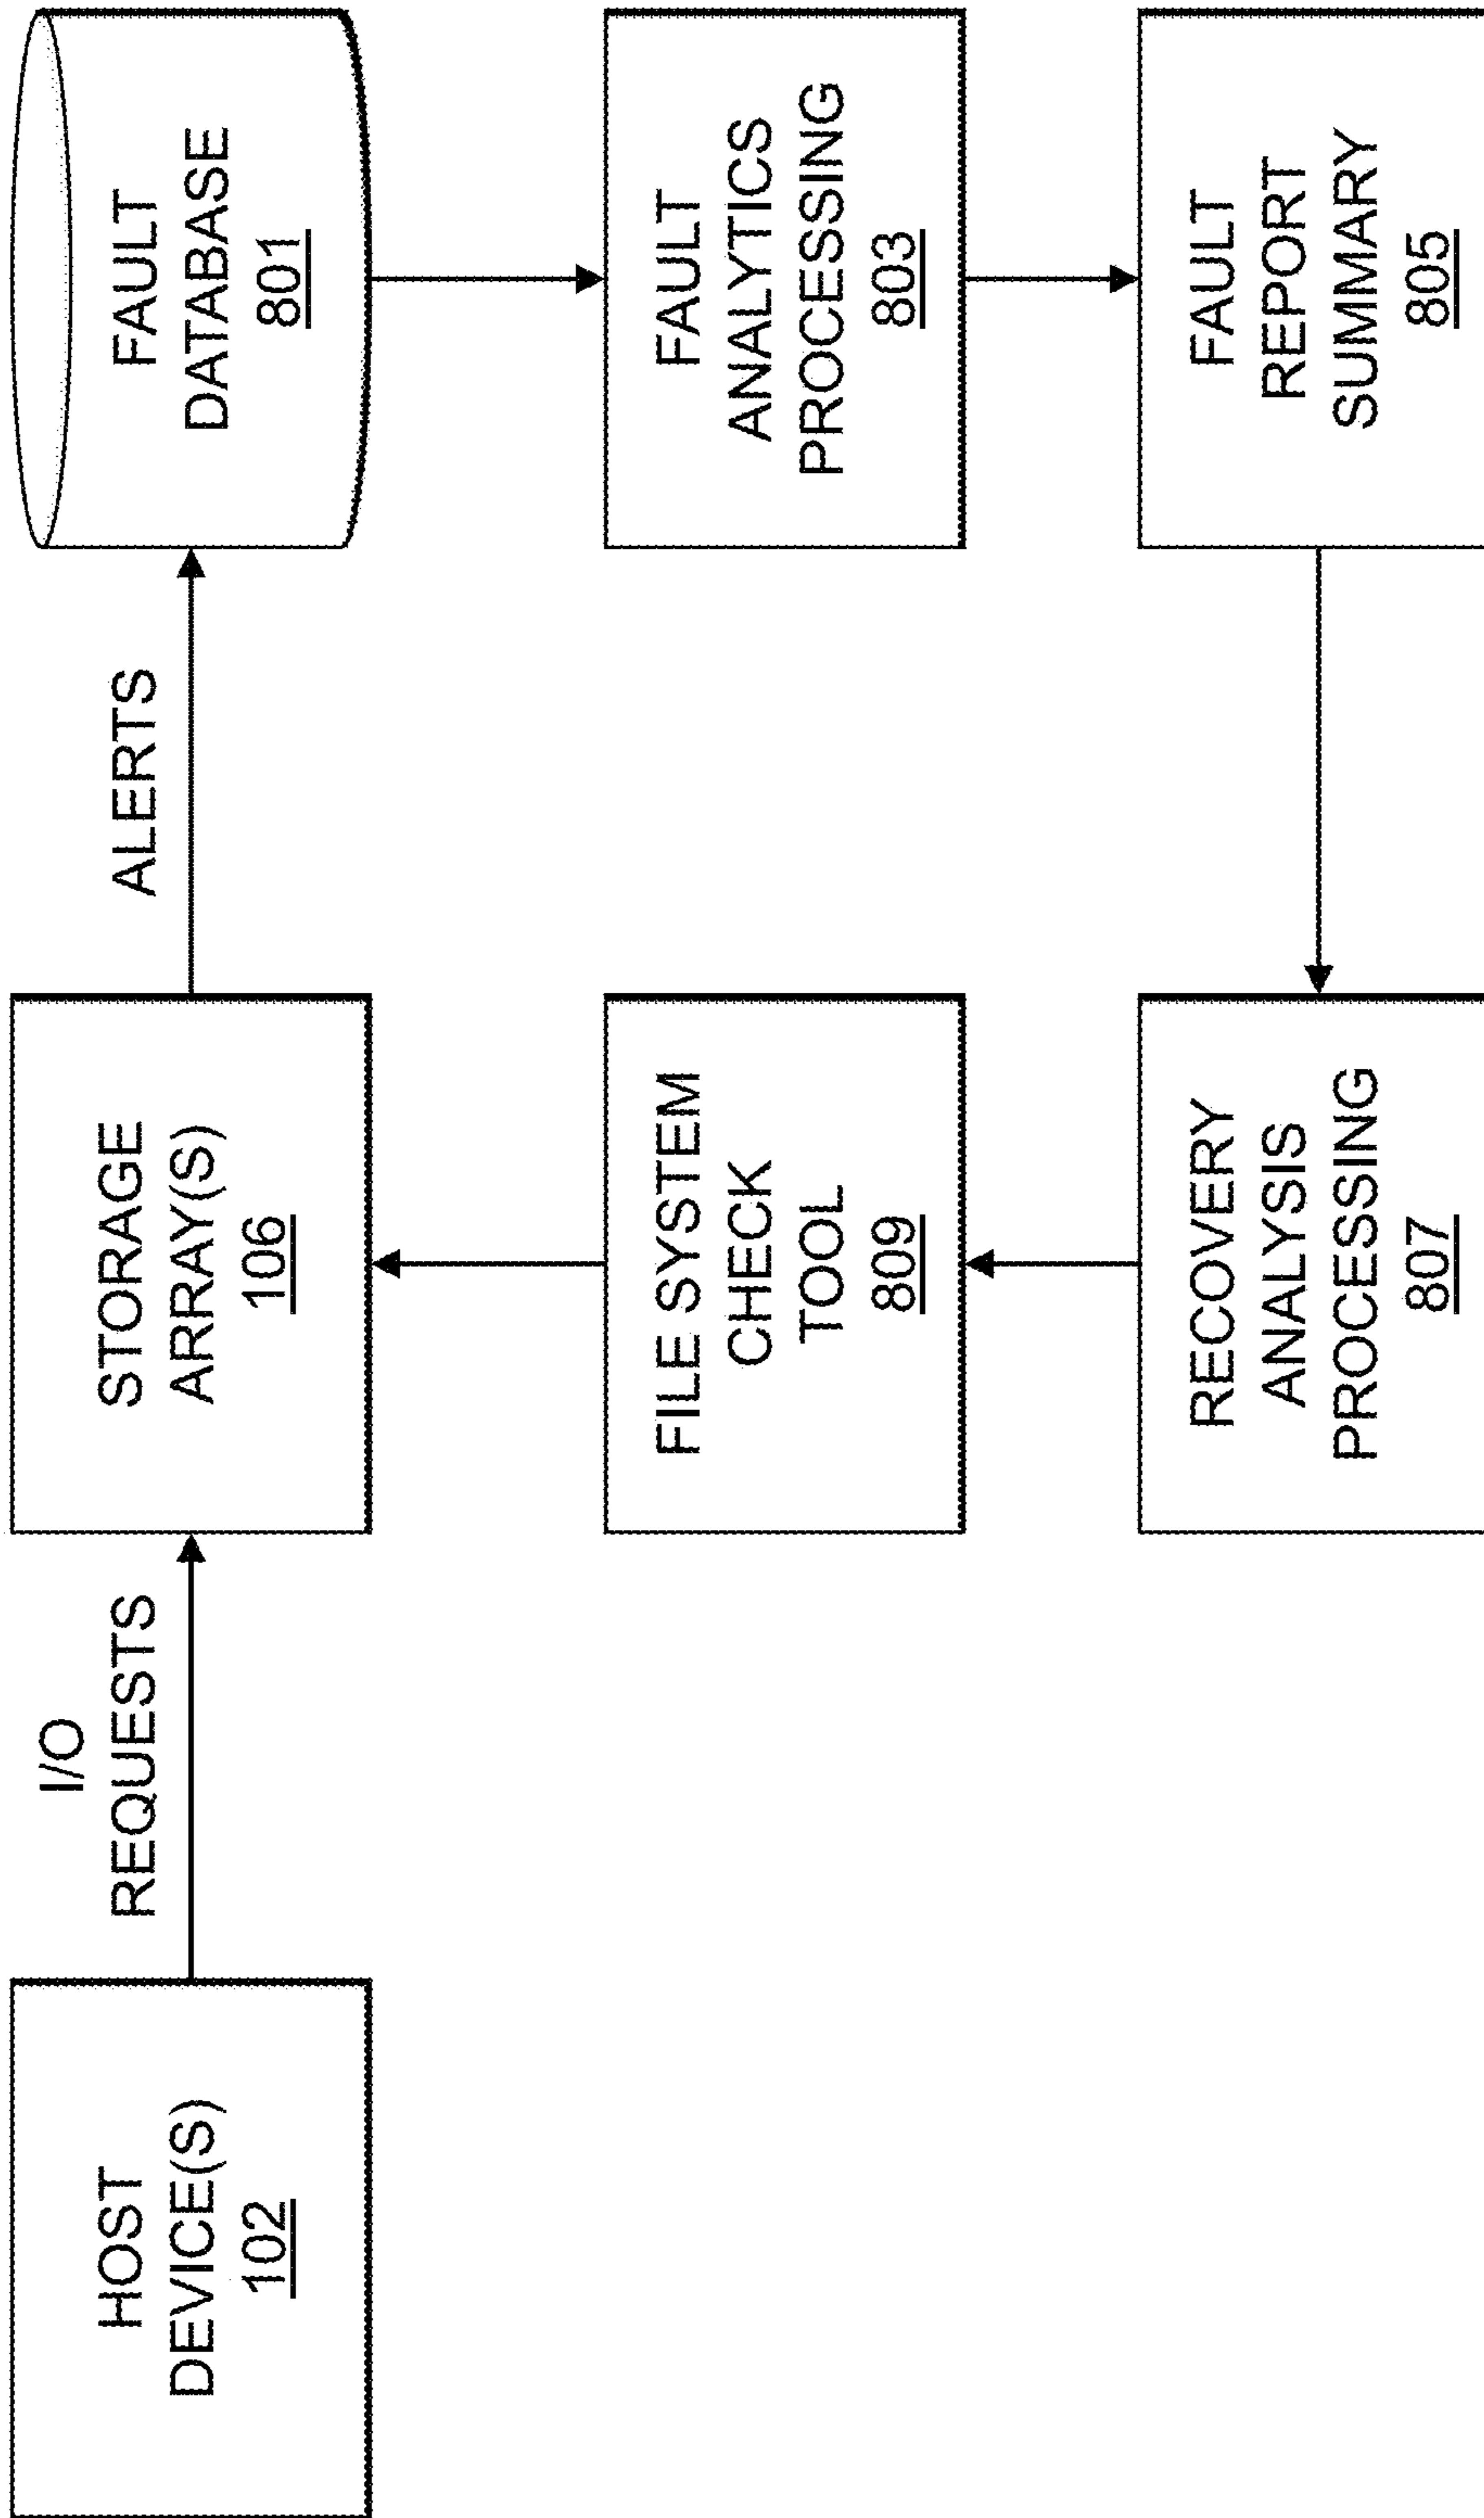 HOST
DEVICE(S)
102
I/O
REQUESTS
STORAGE
ARRAY(S)
106
ALERTS
FAULT
DATABASE
801
FILE SYSTEM
CHECK
TOOL
809
FAULT
ANALYTICS
PROCESSING
803
RECOVERY
ANALYSIS
PROCESSING
807
FAULT
REPORT
SUMMARY
805